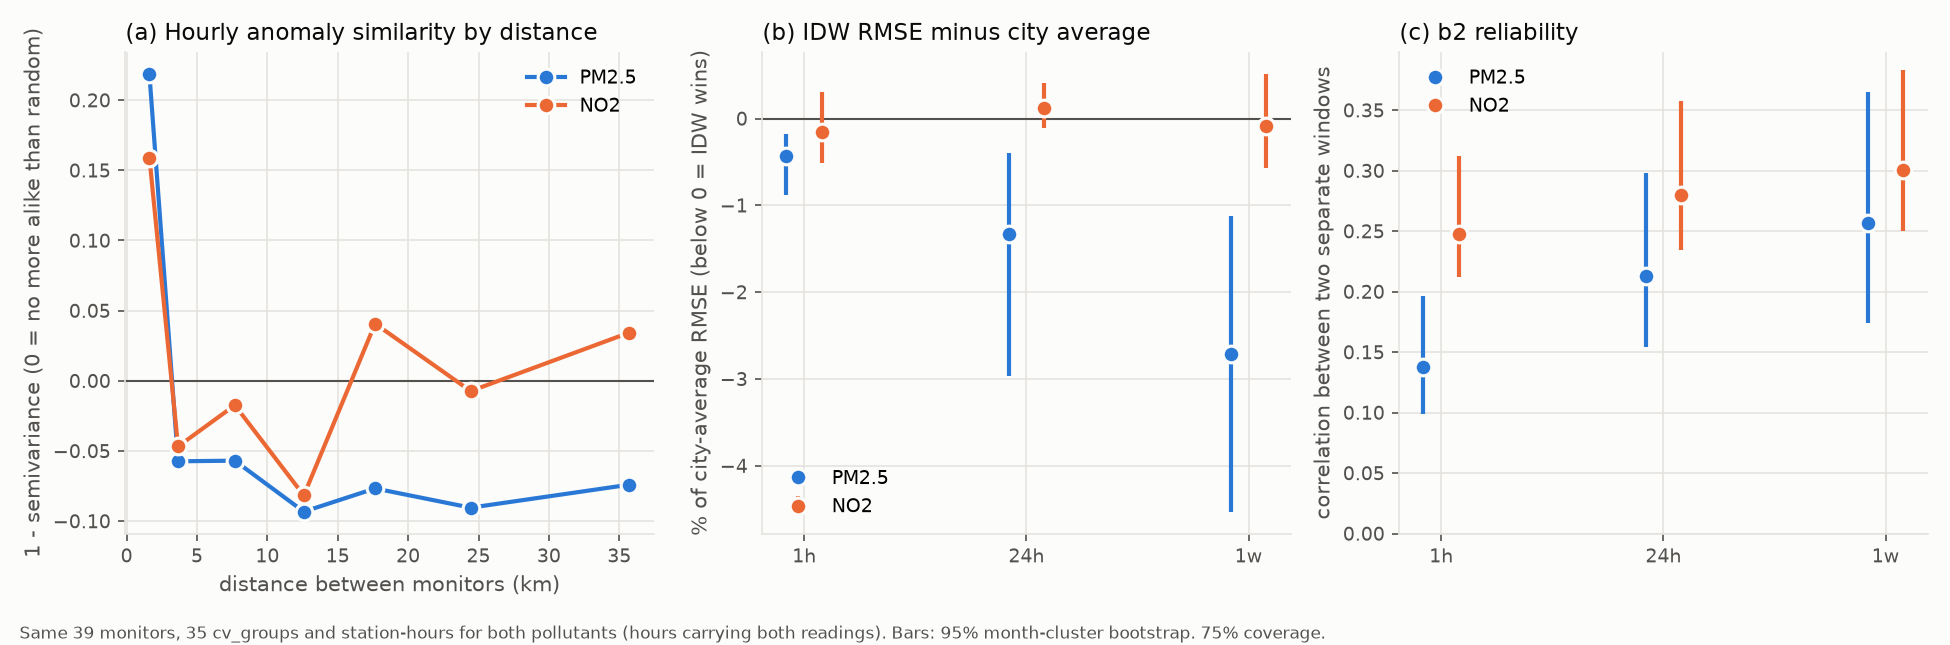 (a) Hourly anomaly similarity by distance
1 - semivariance (0 = no more alike than random)
0.20
0.15
0.10
0.05
0.00
−0.05
−0.10
PM2.5
NO2
0
5
10
15
20
25
30
35
distance between monitors (km)
(b) IDW RMSE minus city average
% of city-average RMSE (below 0 = IDW wins)
0
−1
−2
−3
−4
PM2.5
NO2
1h
24h
1w
(c) b2 reliability
correlation between two separate windows
PM2.5
NO2
0.35
0.30
0.25
0.20
0.15
0.10
0.05
0.00
1h
24h
1w
Same 39 monitors, 35 cv_groups and station-hours for both pollutants (hours carrying both readings). Bars: 95% month-cluster bootstrap. 75% coverage.